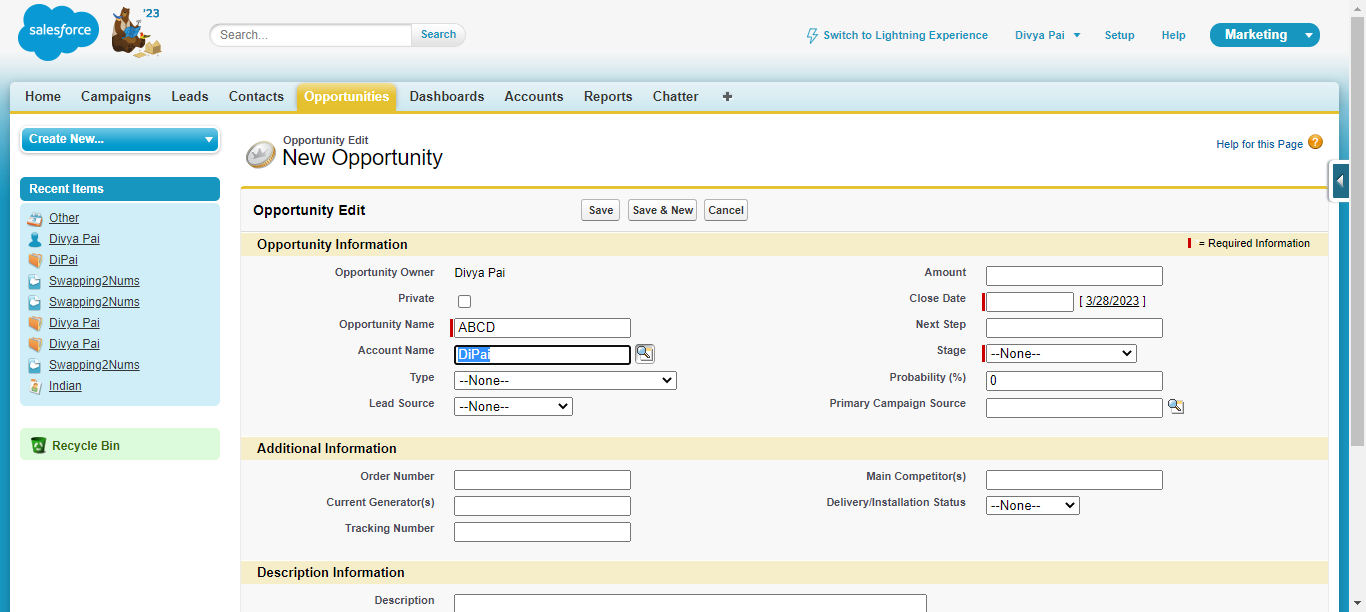 salesforce
'23
Search...
Search
Switch to Lightning Experience
Divya Pai
Setup
Help
Marketing
Home
Campaigns
Leads
Contacts
Opportunities
Dashboards
Accounts
Reports
Chatter
+
Create New...
Recent Items
Other
Divya Pai
DiPai
Swapping2Nums
Swapping2Nums
Divya Pai
Divya Pai
Swapping2Nums
Indian
Recycle Bin
Opportunity Edit
New Opportunity
Help for this Page ?
Opportunity Edit
Save
Save & New
Cancel
Opportunity Information
= Required Information
Opportunity Owner Divya Pai
Amount
Private
Close Date [ 3/28/2023 ]
Opportunity Name ABCD
Next Step
Account Name DiPai
Stage --None--
Type --None--
Probability (%) 0
Lead Source --None--
Primary Campaign Source
Additional Information
Order Number
Main Competitor(s)
Current Generator(s)
Delivery/Installation Status --None--
Tracking Number
Description Information
Description